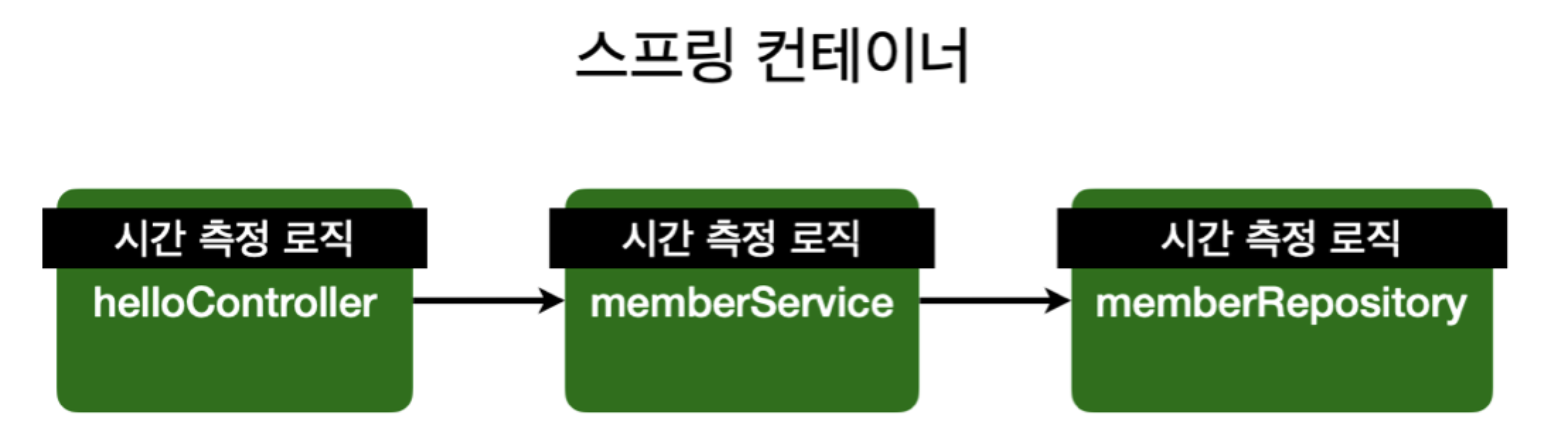 스프링 컨테이너
시간 측정 로직
helloController
시간 측정 로직
memberService
시간 측정 로직
memberRepository